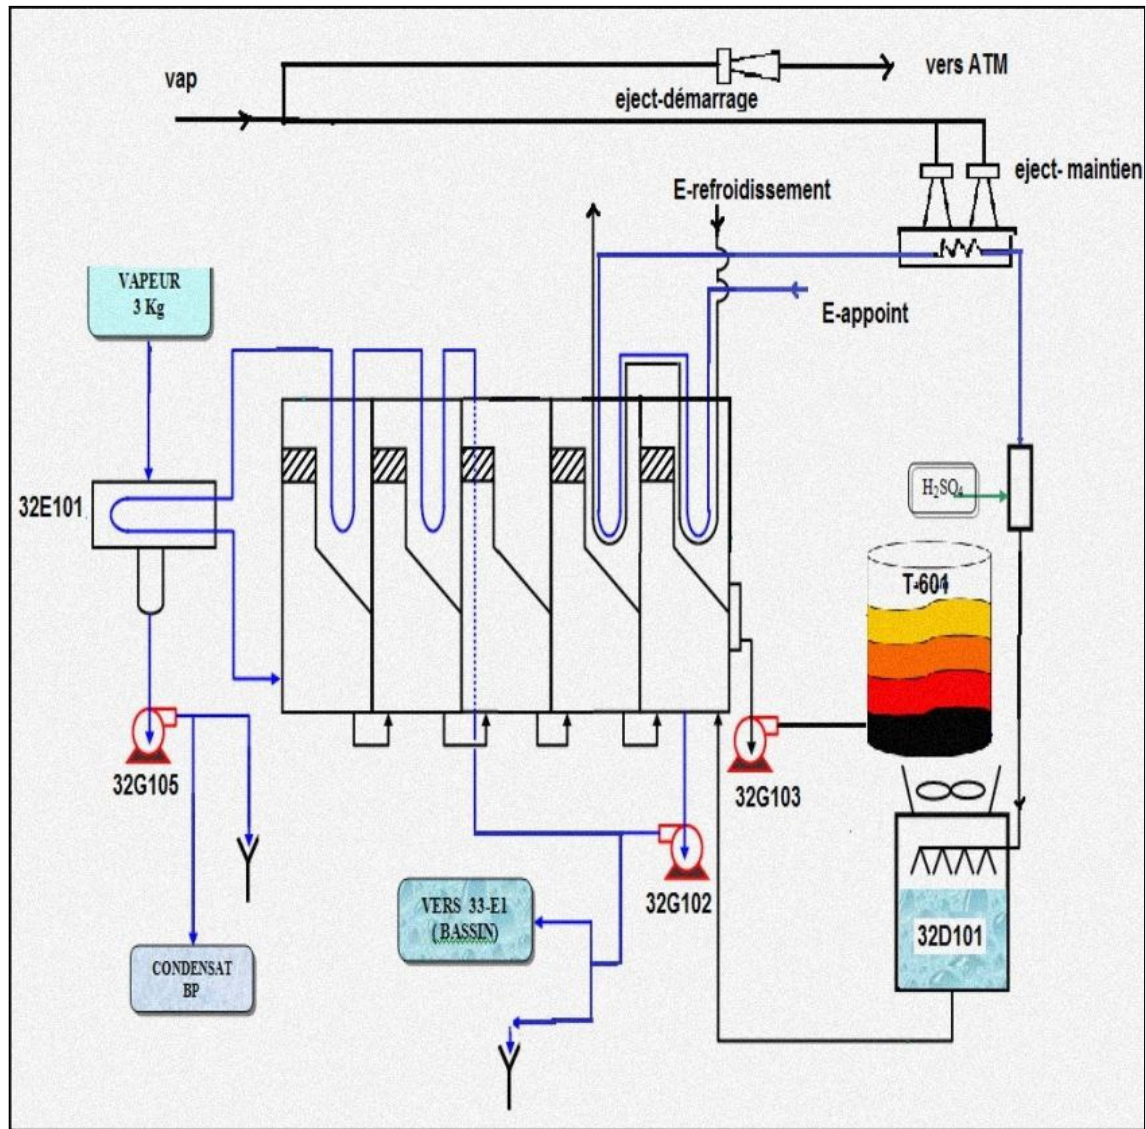 vers ATM
vap
eject-démarrage
eject- maintien
E-refroidissement
VAPEUR
3 Kg
E-appoint
H₂SO₄
32E101
T-601
32G105
32G103
32G102
VERS 33-E1
( BASSIN)
32D101
CONDENSAT
BP